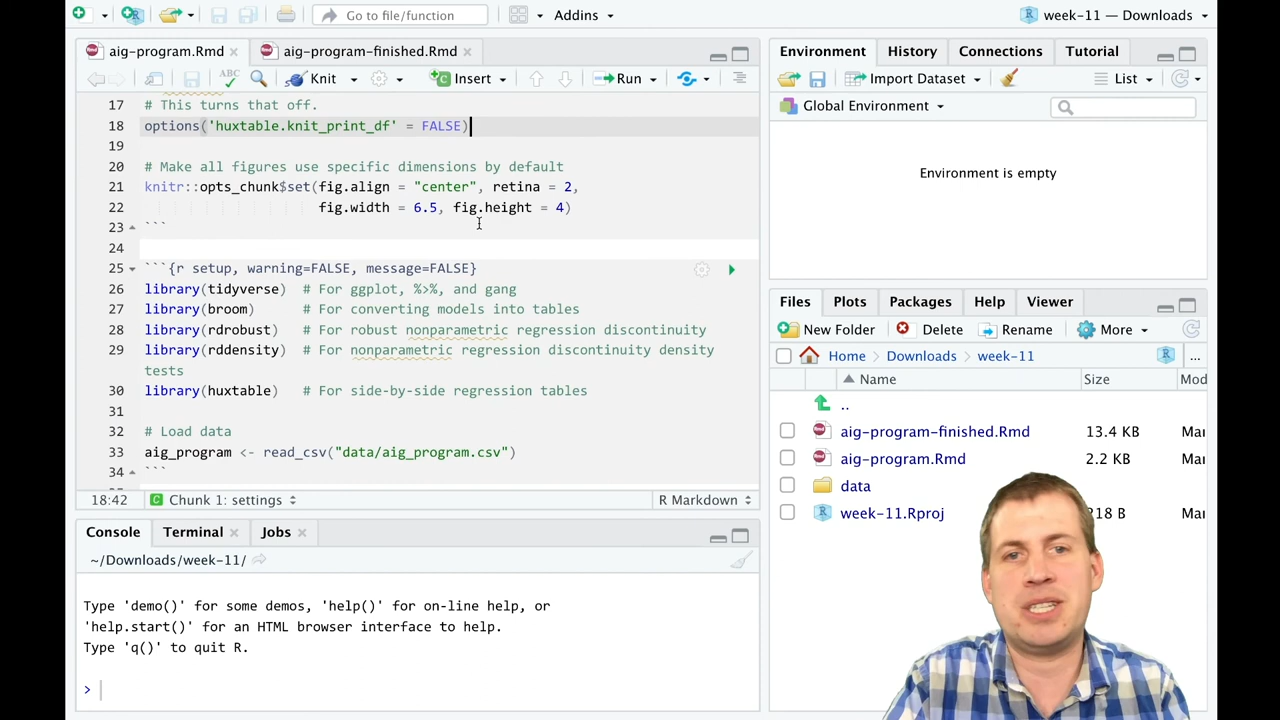 Go to file/function
Addins
week-11 — Downloads
aig-program.Rmd
aig-program-finished.Rmd
ABC
Knit
Insert
Run
17 # This turns that off.
18 options('huxtable.knit_print_df' = FALSE)
19
20 # Make all figures use specific dimensions by default
21 knitr::opts_chunk$set(fig.align = "center", retina = 2,
22 fig.width = 6.5, fig.height = 4)
23 ```
24
25 ```{r setup, warning=FALSE, message=FALSE}
26 library(tidyverse) # For ggplot, %>%, and gang
27 library(broom) # For converting models into tables
28 library(rdrobust) # For robust nonparametric regression discontinuity
29 library(rddensity) # For nonparametric regression discontinuity density
tests
30 library(huxtable) # For side-by-side regression tables
31
32 # Load data
33 aig_program <- read_csv("data/aig_program.csv")
34 ```
18:42
C Chunk 1: settings
R Markdown
Console
Terminal
Jobs
~/Downloads/week-11/
Type 'demo()' for some demos, 'help()' for on-line help, or
'help.start()' for an HTML browser interface to help.
Type 'q()' to quit R.
>
Environment
History
Connections
Tutorial
Import Dataset
List
Global Environment
Environment is empty
Files
Plots
Packages
Help
Viewer
New Folder
Delete
Rename
More
Home
Downloads
week-11
...
Name
Size
Mod
..
aig-program-finished.Rmd
13.4 KB
Mar
aig-program.Rmd
2.2 KB
Mar
data
week-11.Rproj
218 B
Mar